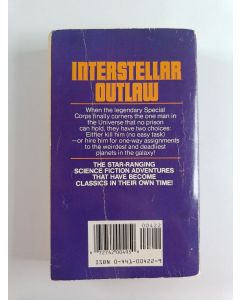 INTERSTELLAR
OUTLAW
When the legendary Special
Corps finally corners the one man in
the Universe that no prison
can hold, they have two choices:
Either kill him (no easy task)
—or hire him for one-way assignments
to the weirdest and deadliest
planets in the galaxy!
THE STAR-RANGING
SCIENCE FICTION ADVENTURES
THAT HAVE BECOME
CLASSICS IN THEIR OWN TIME!
00422
ISBN 0-441-00422-9